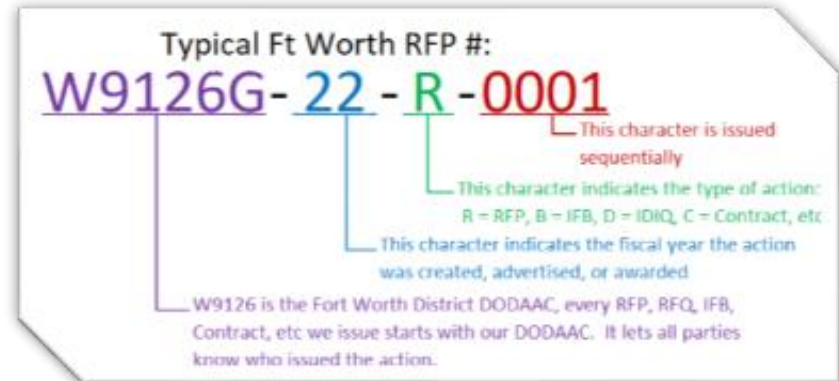 Typical Ft Worth RFP #:
W9126G- 22 - R -0001
This character is issued
sequentially
This character indicates the type of action:
R = RFP, B = IFB, D = IDIQ, C = Contract, etc
This character indicates the fiscal year the action
was created, advertised, or awarded
W9126 is the Fort Worth District DODAAC, every RFP, RFQ, IFB,
Contract, etc we issue starts with our DODAAC. It lets all parties
know who issued the action.